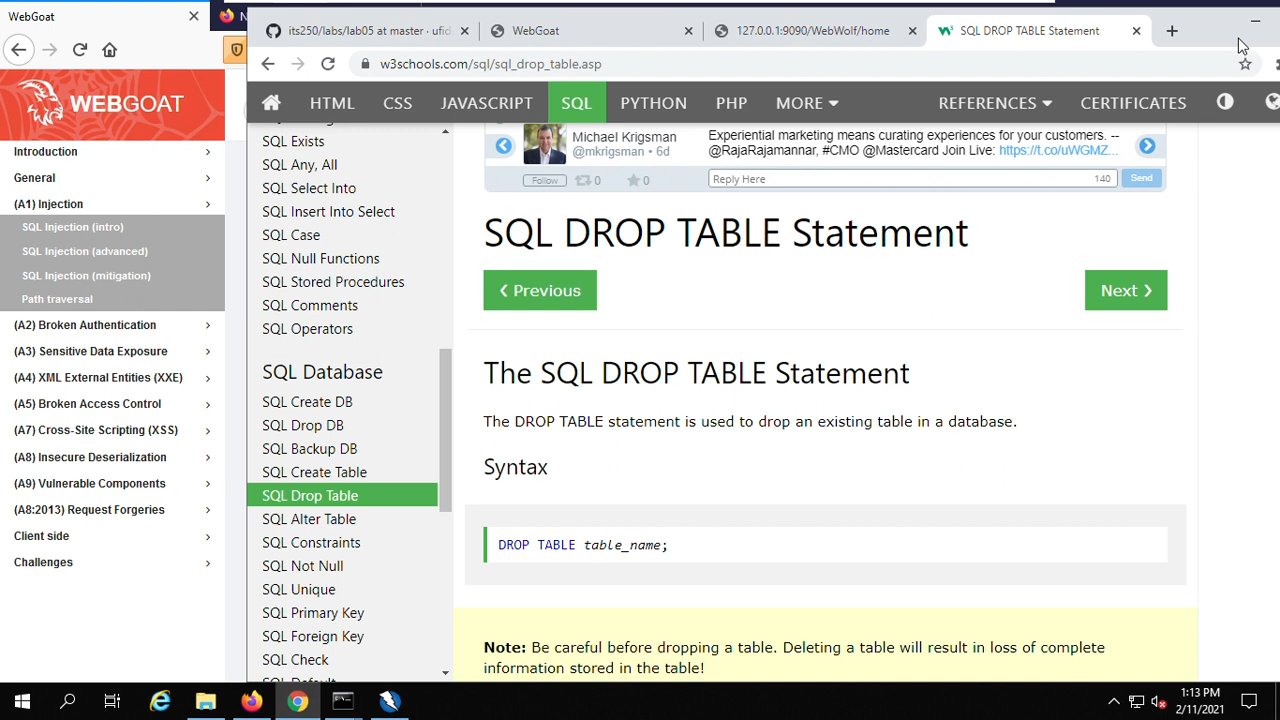 WebGoat
WEBGOAT
Introduction
General
(A1) Injection
SQL Injection (intro)
SQL Injection (advanced)
SQL Injection (mitigation)
Path traversal
(A2) Broken Authentication
(A3) Sensitive Data Exposure
(A4) XML External Entities (XXE)
(A5) Broken Access Control
(A7) Cross-Site Scripting (XSS)
(A8) Insecure Deserialization
(A9) Vulnerable Components
(A8:2013) Request Forgeries
Client side
Challenges
its250/labs/lab05 at master · ufid
WebGoat
127.0.0.1:9090/WebWolf/home
SQL DROP TABLE Statement
w3schools.com/sql/sql_drop_table.asp
HTML CSS JAVASCRIPT SQL PYTHON PHP MORE REFERENCES CERTIFICATES
SQL Exists
SQL Any, All
SQL Select Into
SQL Insert Into Select
SQL Case
SQL Null Functions
SQL Stored Procedures
SQL Comments
SQL Operators
SQL Database
SQL Create DB
SQL Drop DB
SQL Backup DB
SQL Create Table
SQL Drop Table
SQL Alter Table
SQL Constraints
SQL Not Null
SQL Unique
SQL Primary Key
SQL Foreign Key
SQL Check
SQL Default
Michael Krigsman
@mkrigsman • 6d
Experiential marketing means curating experiences for your customers. --
@RajaRajamannar, #CMO @Mastercard Join Live: https://t.co/uWGMZ...
Follow 0 0
Reply Here 140 Send
SQL DROP TABLE Statement
❮ Previous Next ❯
The SQL DROP TABLE Statement
The DROP TABLE statement is used to drop an existing table in a database.
Syntax
DROP TABLE table_name;
Note: Be careful before dropping a table. Deleting a table will result in loss of complete
information stored in the table!
1:13 PM
2/11/2021